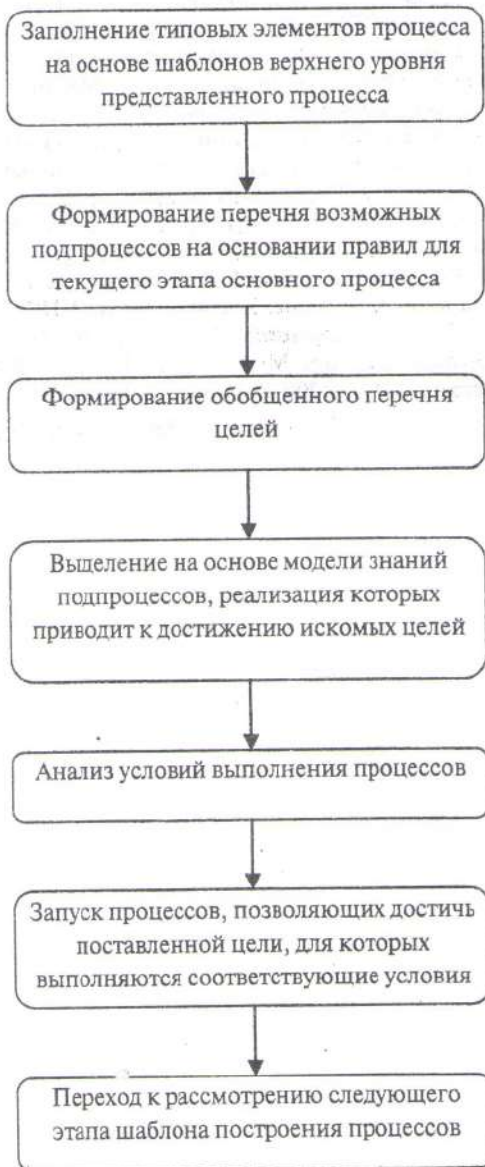 Заполнение типовых элементов процесса
на основе шаблонов верхнего уровня
представленного процесса
Формирование перечня возможных
подпроцессов на основании правил для
текущего этапа основного процесса
Формирование обобщенного перечня
целей
Выделение на основе модели знаний
подпроцессов, реализация которых
приводит к достижению искомых целей
Анализ условий выполнения процессов
Запуск процессов, позволяющих достичь
поставленной цели, для которых
выполняются соответствующие условия
Переход к рассмотрению следующего
этапа шаблона построения процессов